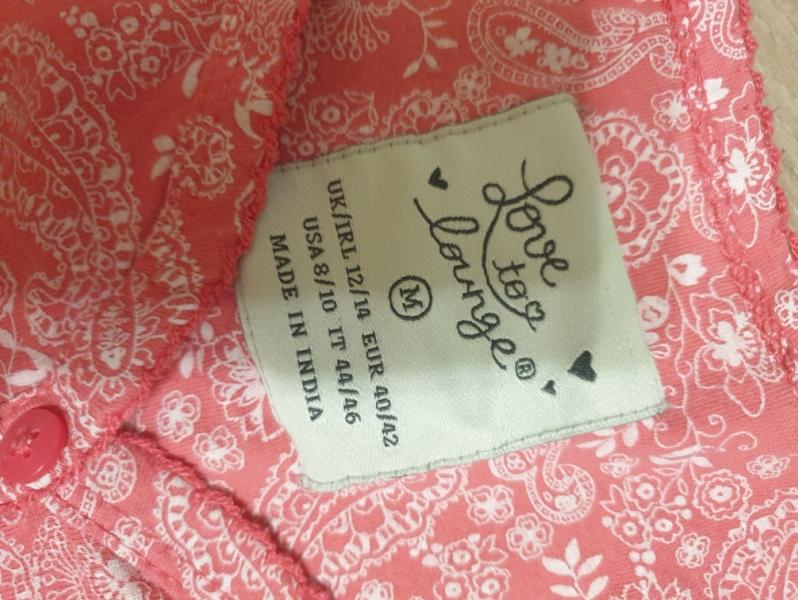 Love
to
lounge®
M
UK/IRL 12/14 EUR 40/42
USA 8/10 IT 44/46
MADE IN INDIA